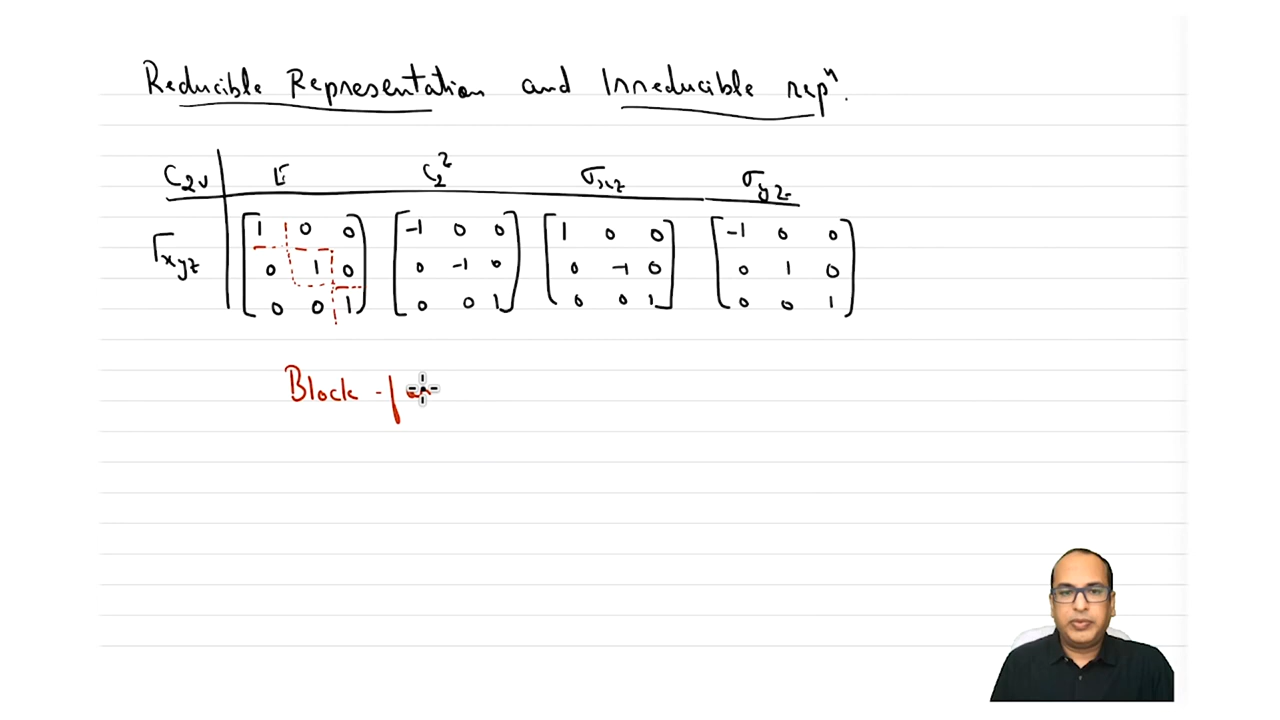 Reducible Representation and Irreducible repⁿ.
C₂ᵥ E C₂² σxz σyz
Γxyz [1 0 0 [-1 0 0 [1 0 0 [-1 0 0
0 1 0 0 -1 0 0 -1 0 0 1 0
0 0 1] 0 0 1] 0 0 1] 0 0 1]
Block -